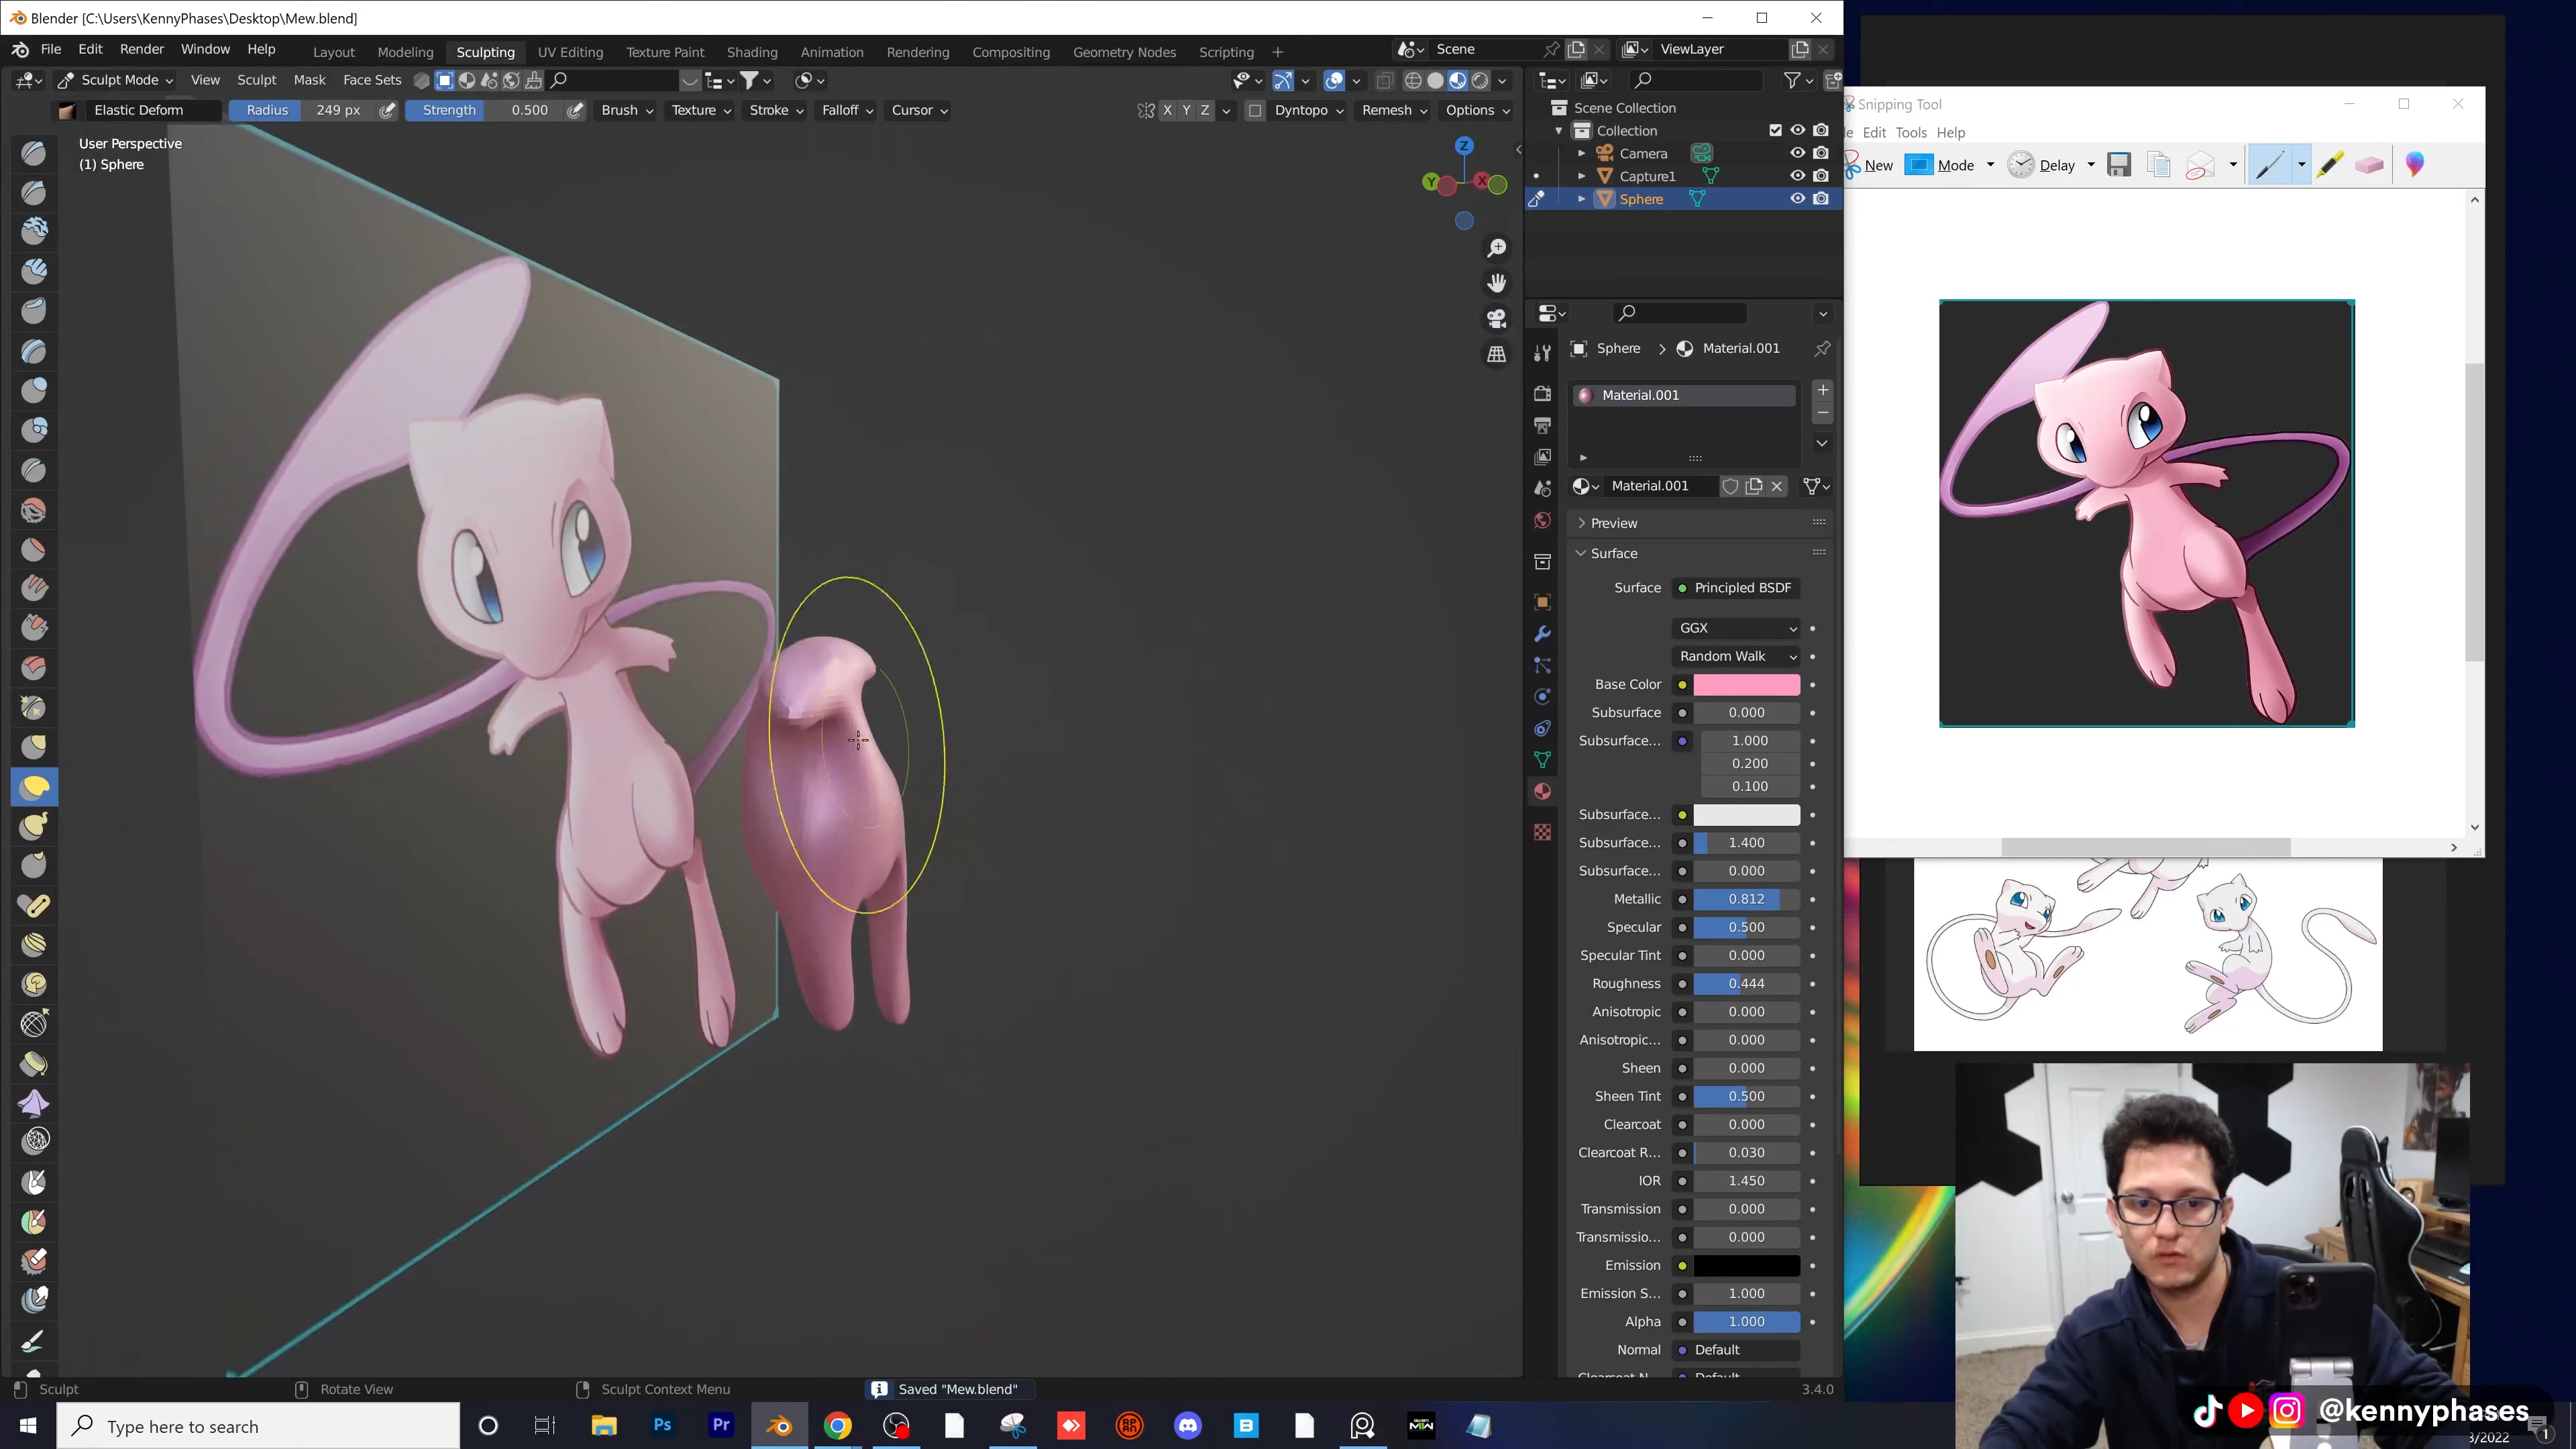 Blender [C:\Users\KennyPhases\Desktop\Mew.blend]
File Edit Render Window Help
Layout Modeling Sculpting UV Editing Texture Paint Shading Animation Rendering Compositing Geometry Nodes Scripting +
Scene
ViewLayer
Sculpt Mode View Sculpt Mask Face Sets
Elastic Deform Radius 249 px Strength 0.500 Brush Texture Stroke Falloff Cursor
X Y Z Dyntopo Remesh Options
User Perspective
(1) Sphere
Z
Y X
Scene Collection
Collection
Camera
Capture1
Sphere
Sphere > Material.001
Material.001
Material.001
Preview
Surface
Surface Principled BSDF
GGX
Random Walk
Base Color
Subsurface 0.000
Subsurface... 1.000
0.200
0.100
Subsurface...
Subsurface... 1.400
Subsurface... 0.000
Metallic 0.812
Specular 0.500
Specular Tint 0.000
Roughness 0.444
Anisotropic 0.000
Anisotropic... 0.000
Sheen 0.000
Sheen Tint 0.500
Clearcoat 0.000
Clearcoat R... 0.030
IOR 1.450
Transmission 0.000
Transmissio... 0.000
Emission
Emission S... 1.000
Alpha 1.000
Normal Default
Sculpt
Rotate View
Sculpt Context Menu
Saved "Mew.blend"
3.4.0
Snipping Tool
Edit Tools Help
New Mode Delay
Type here to search
Ps
Pr
B
@kennyphases
3/2022
1